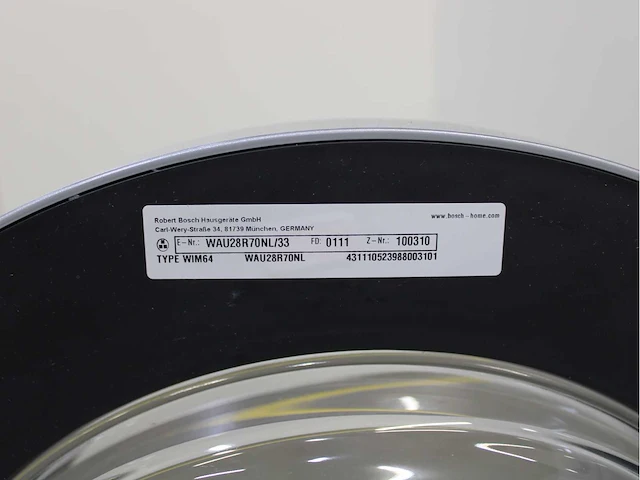 Robert Bosch Hausgeräte GmbH
www.bosch-home.com
Carl-Wery-Straße 34, 81739 München, GERMANY
E-Nr.: WAU28R70NL/33 FD: 0111 Z-Nr.: 100310
TYPE WIM64 WAU28R70NL 431110523988003101